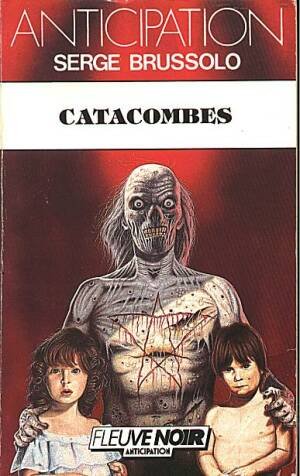 ANTICIPATION
SERGE BRUSSOLO
CATACOMBES
FLEUVE NOIR
ANTICIPATION